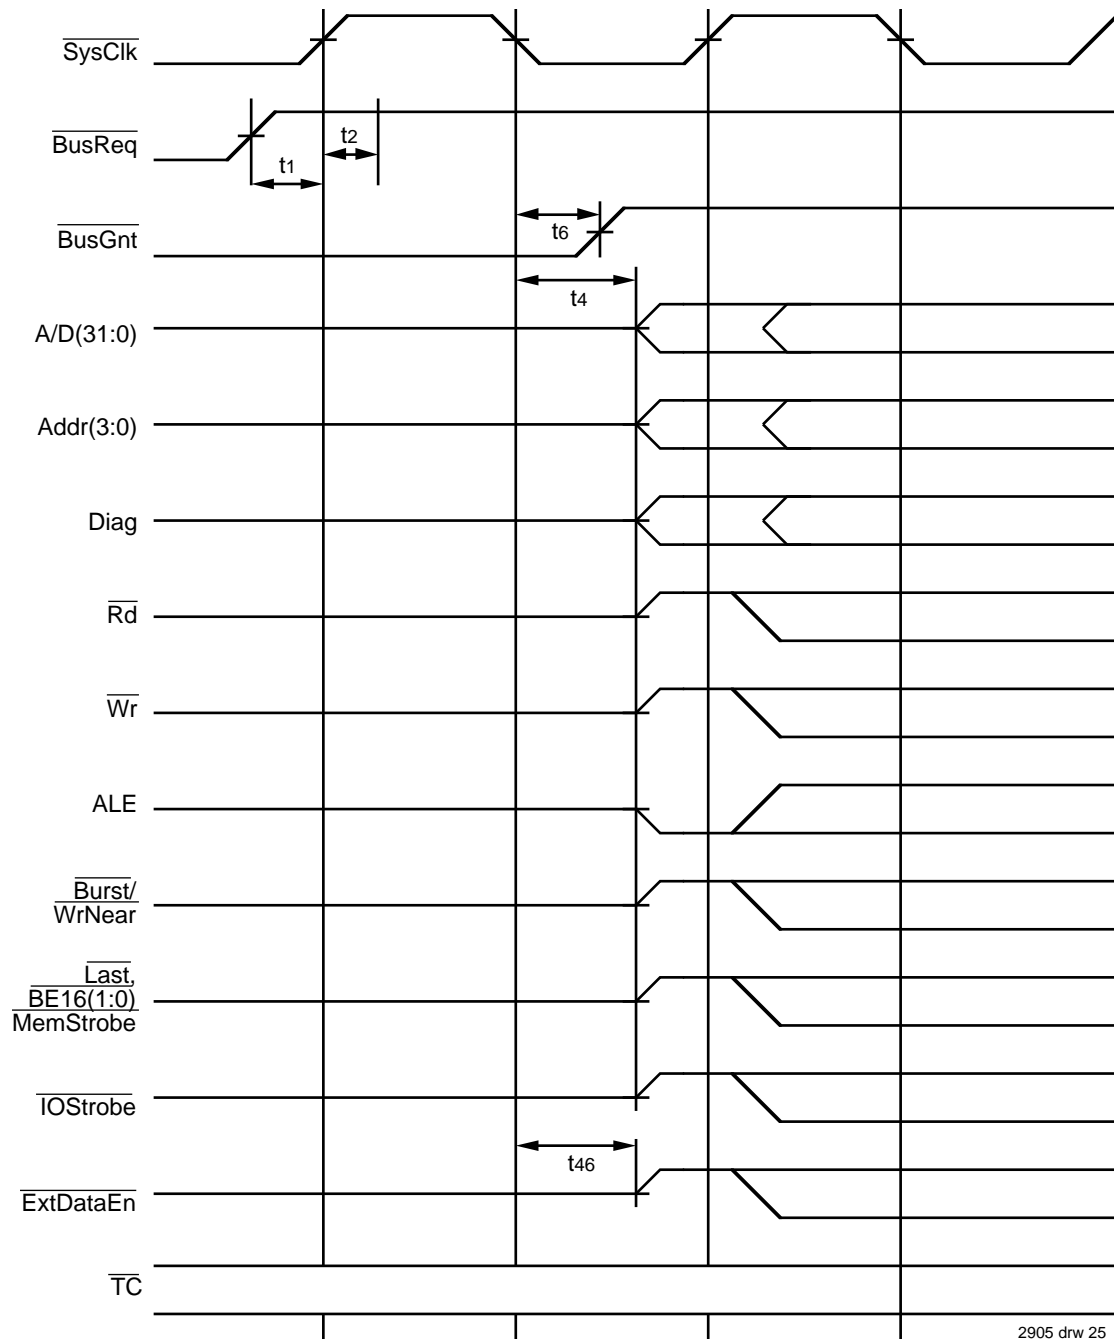 SysClk
BusReq
t1
t2
BusGnt
t6
t4
A/D(31:0)
Addr(3:0)
Diag
Rd
Wr
ALE
Burst/
WrNear
Last,
BE16(1:0)
MemStrobe
IOStrobe
t46
ExtDataEn
TC
2905 drw 25